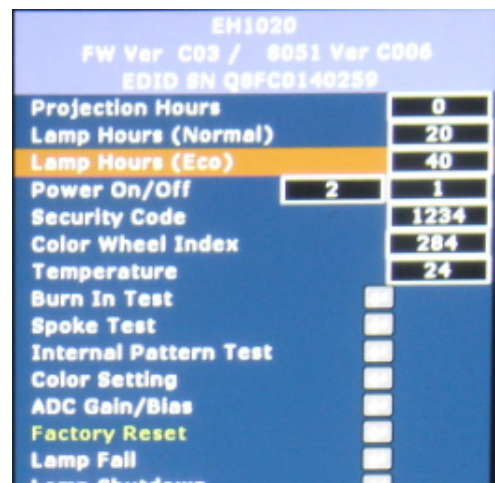 EH1020
FW Ver C03 / 8051 Ver C006
EDID SN Q8FC0140259
Projection Hours 0
Lamp Hours (Normal) 20
Lamp Hours (Eco) 40
Power On/Off 2 1
Security Code 1234
Color Wheel Index 284
Temperature 24
Burn In Test
Spoke Test
Internal Pattern Test
Color Setting
ADC Gain/Bias
Factory Reset
Lamp Fail
Lamp Shutdown